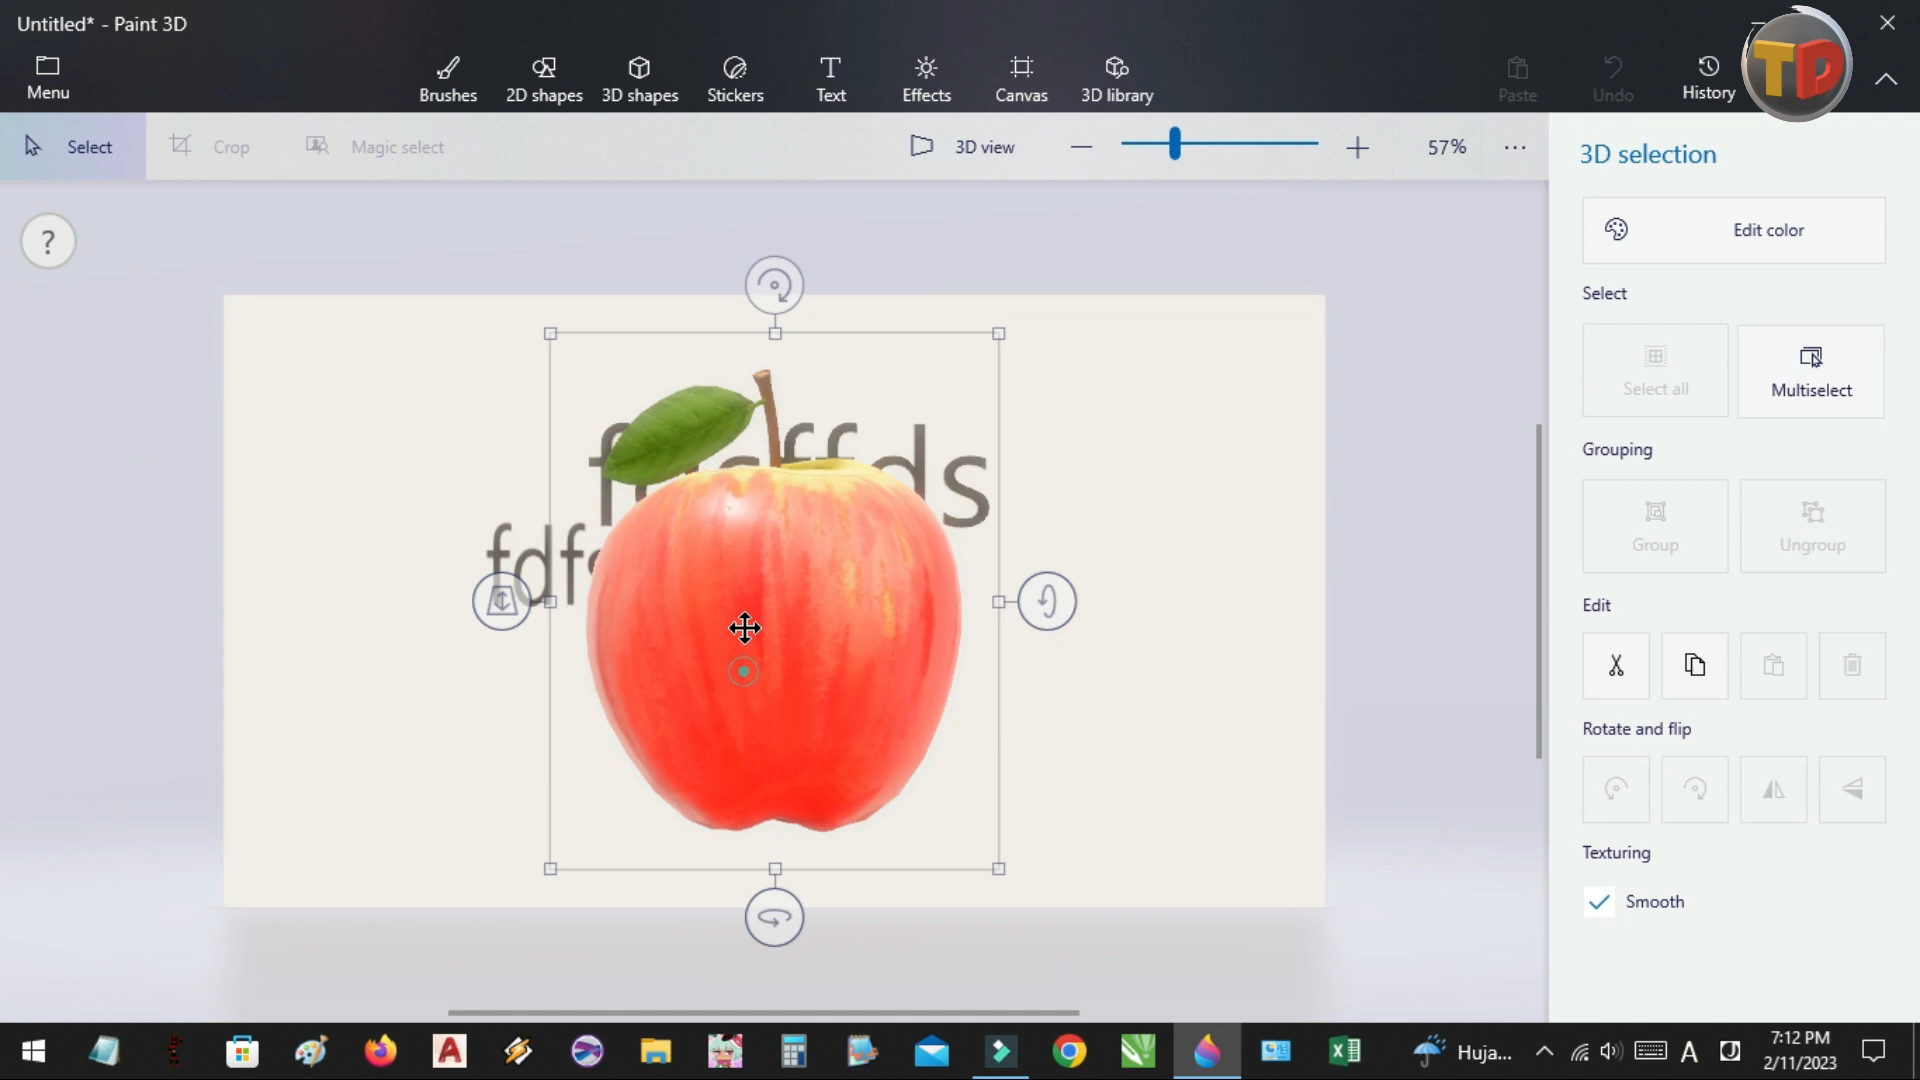 Untitled* - Paint 3D
TD
Menu
Brushes
2D shapes
3D shapes
Stickers
Text
Effects
Canvas
3D library
Paste
Undo
History
Select
Crop
Magic select
3D view
57%
?
3D selection
Edit color
Select
Select all
Multiselect
Grouping
Group
Ungroup
Edit
Rotate and flip
Texturing
Smooth
Huja...
A
7:12 PM
2/11/2023